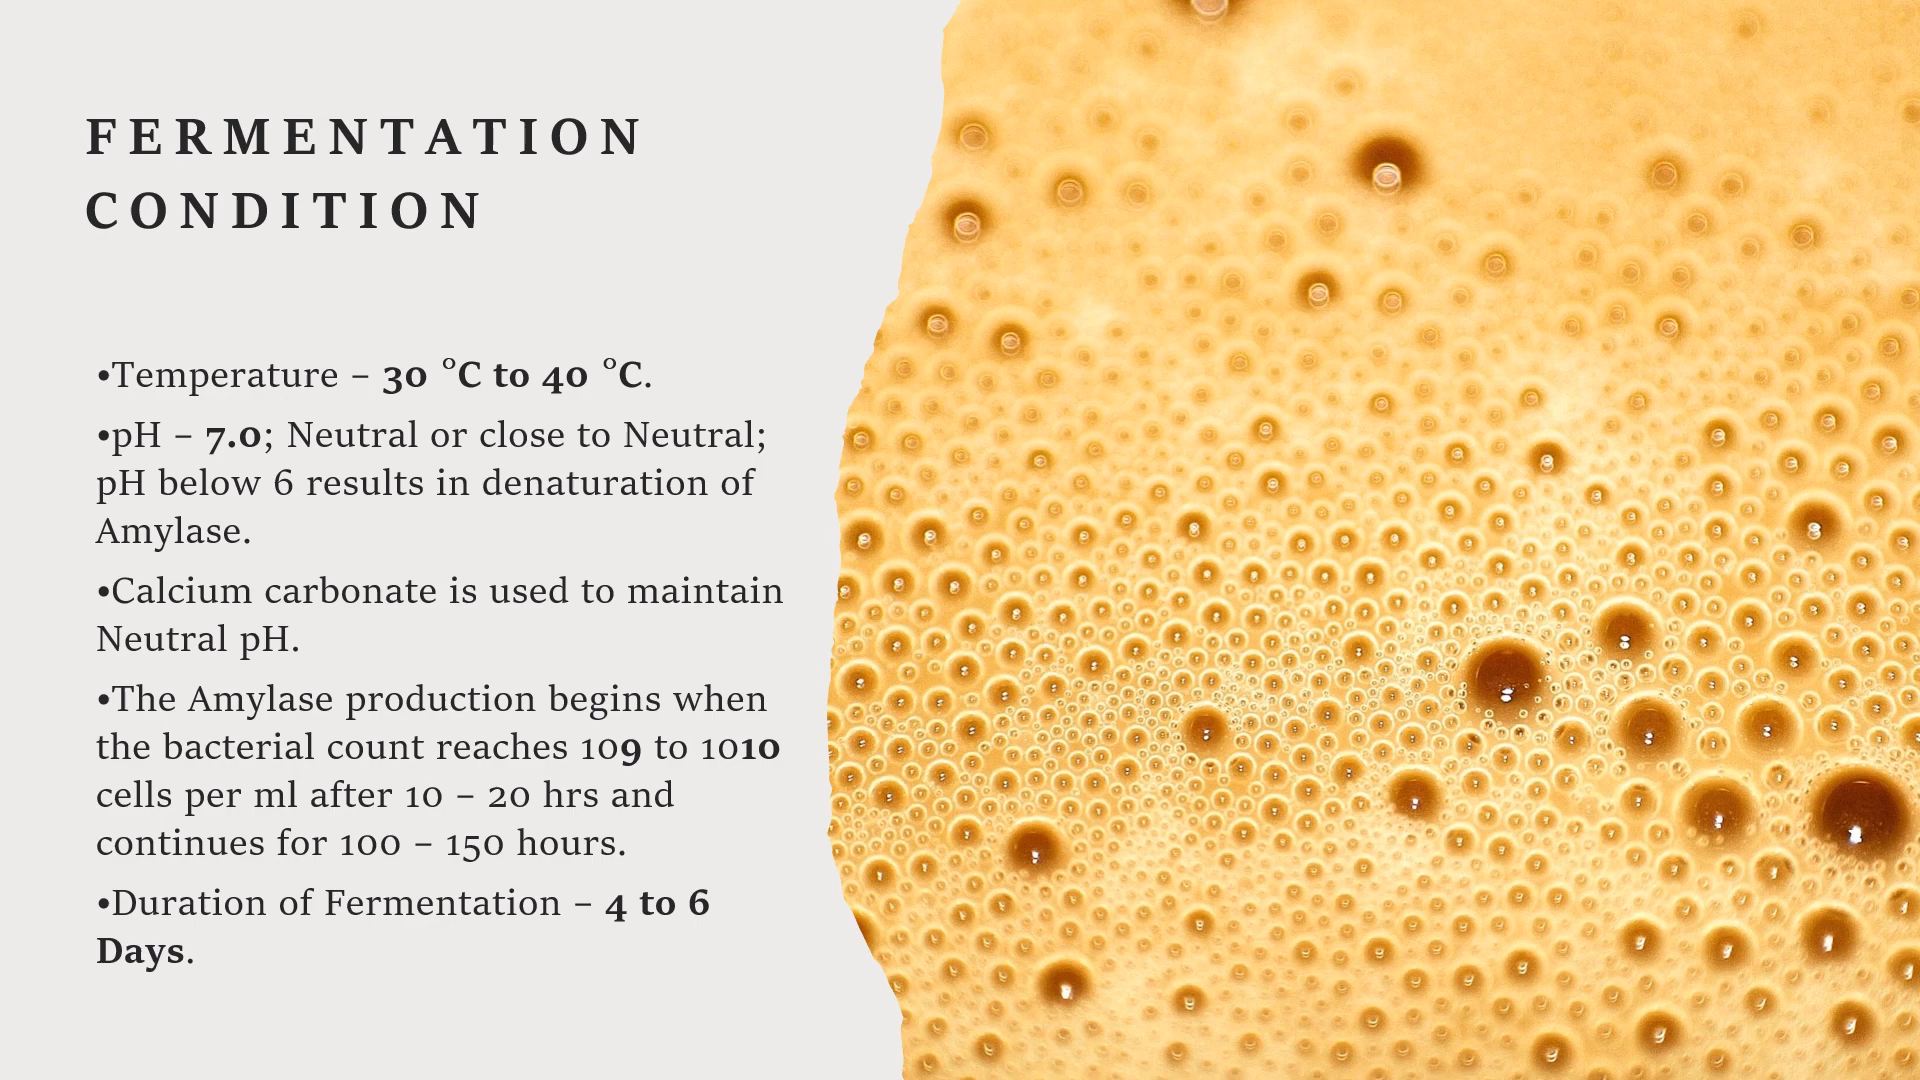 FERMENTATION
CONDITION
•Temperature – 30 °C to 40 °C.
•pH – 7.0; Neutral or close to Neutral;
pH below 6 results in denaturation of
Amylase.
•Calcium carbonate is used to maintain
Neutral pH.
•The Amylase production begins when
the bacterial count reaches 109 to 1010
cells per ml after 10 – 20 hrs and
continues for 100 – 150 hours.
•Duration of Fermentation – 4 to 6
Days.